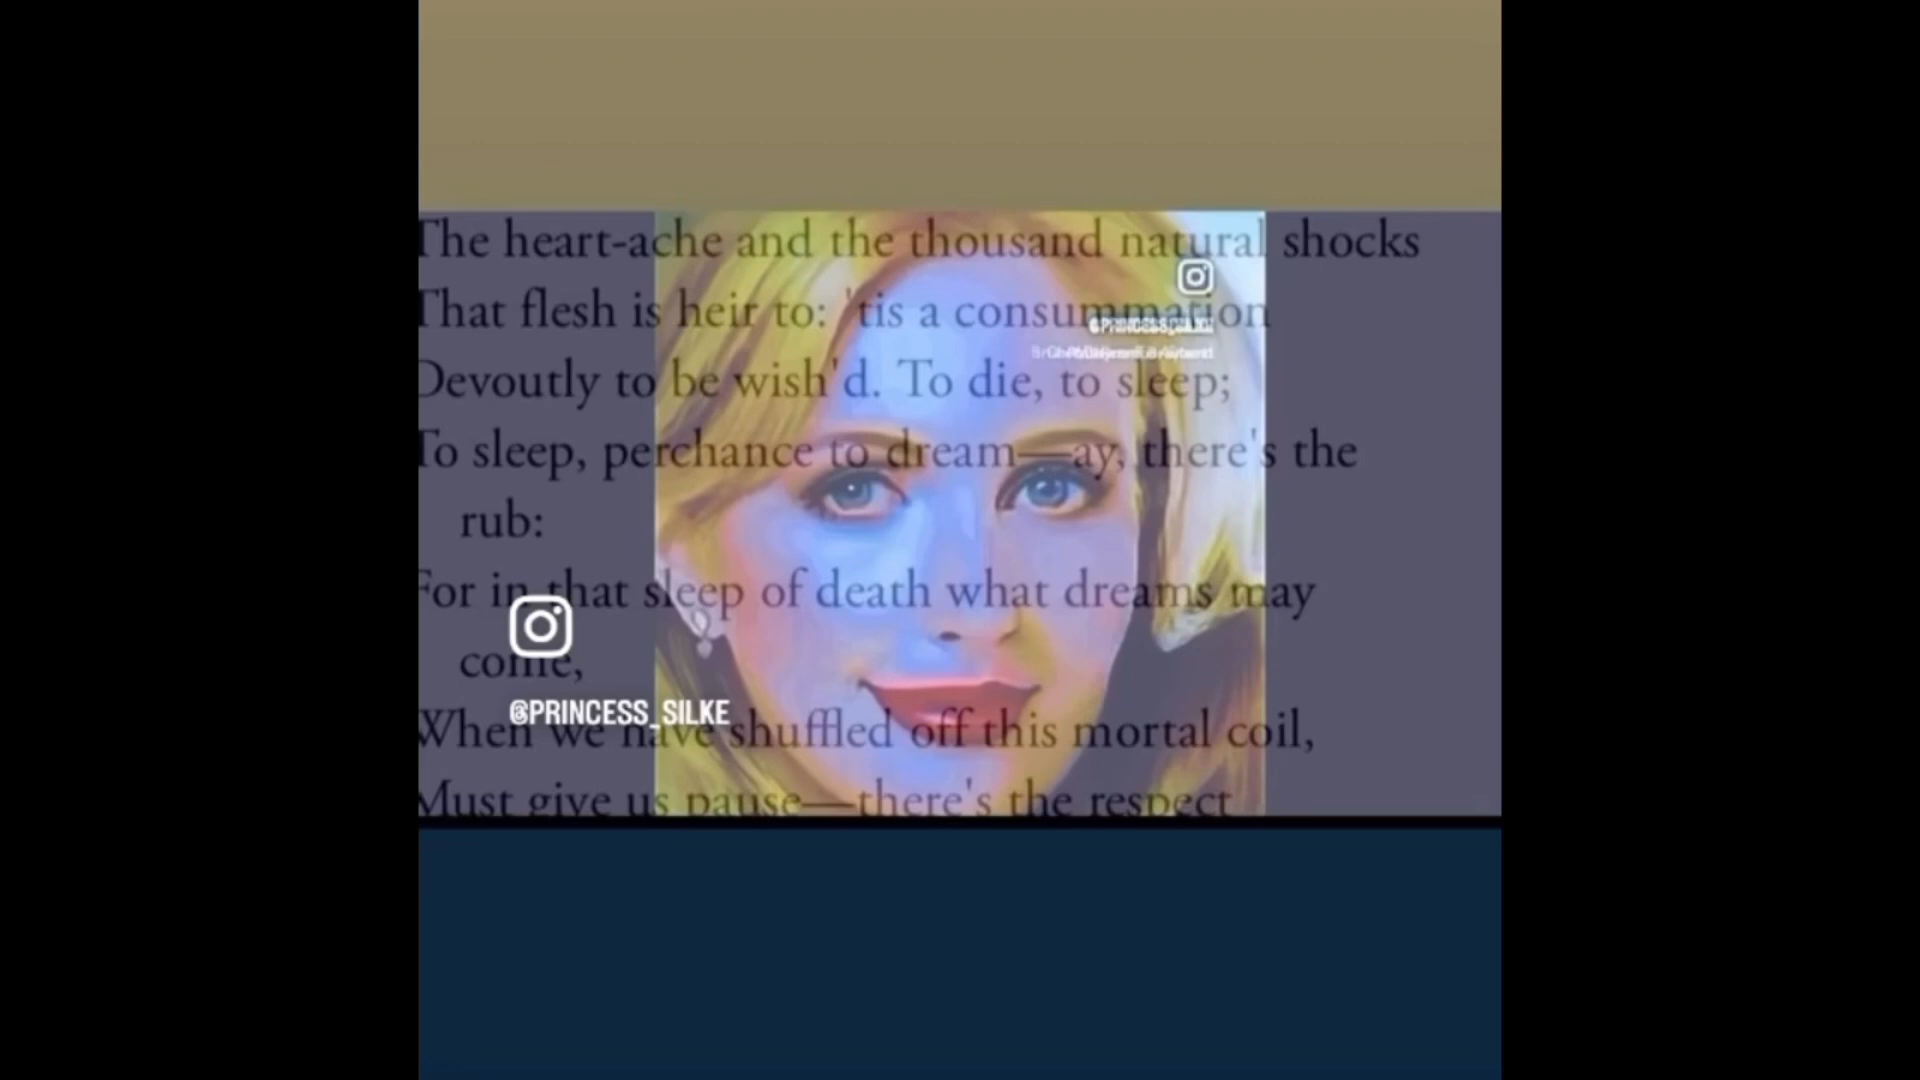 The heart-ache and the thousand natural shocks
That flesh is heir to: 'tis a consummation
Devoutly to be wish'd. To die, to sleep;
To sleep, perchance to dream—ay, there's the
rub:
For in that sleep of death what dreams may
come,
@PRINCESS_SILKE
When we have shuffled off this mortal coil,
Must give us pause—there's the respect